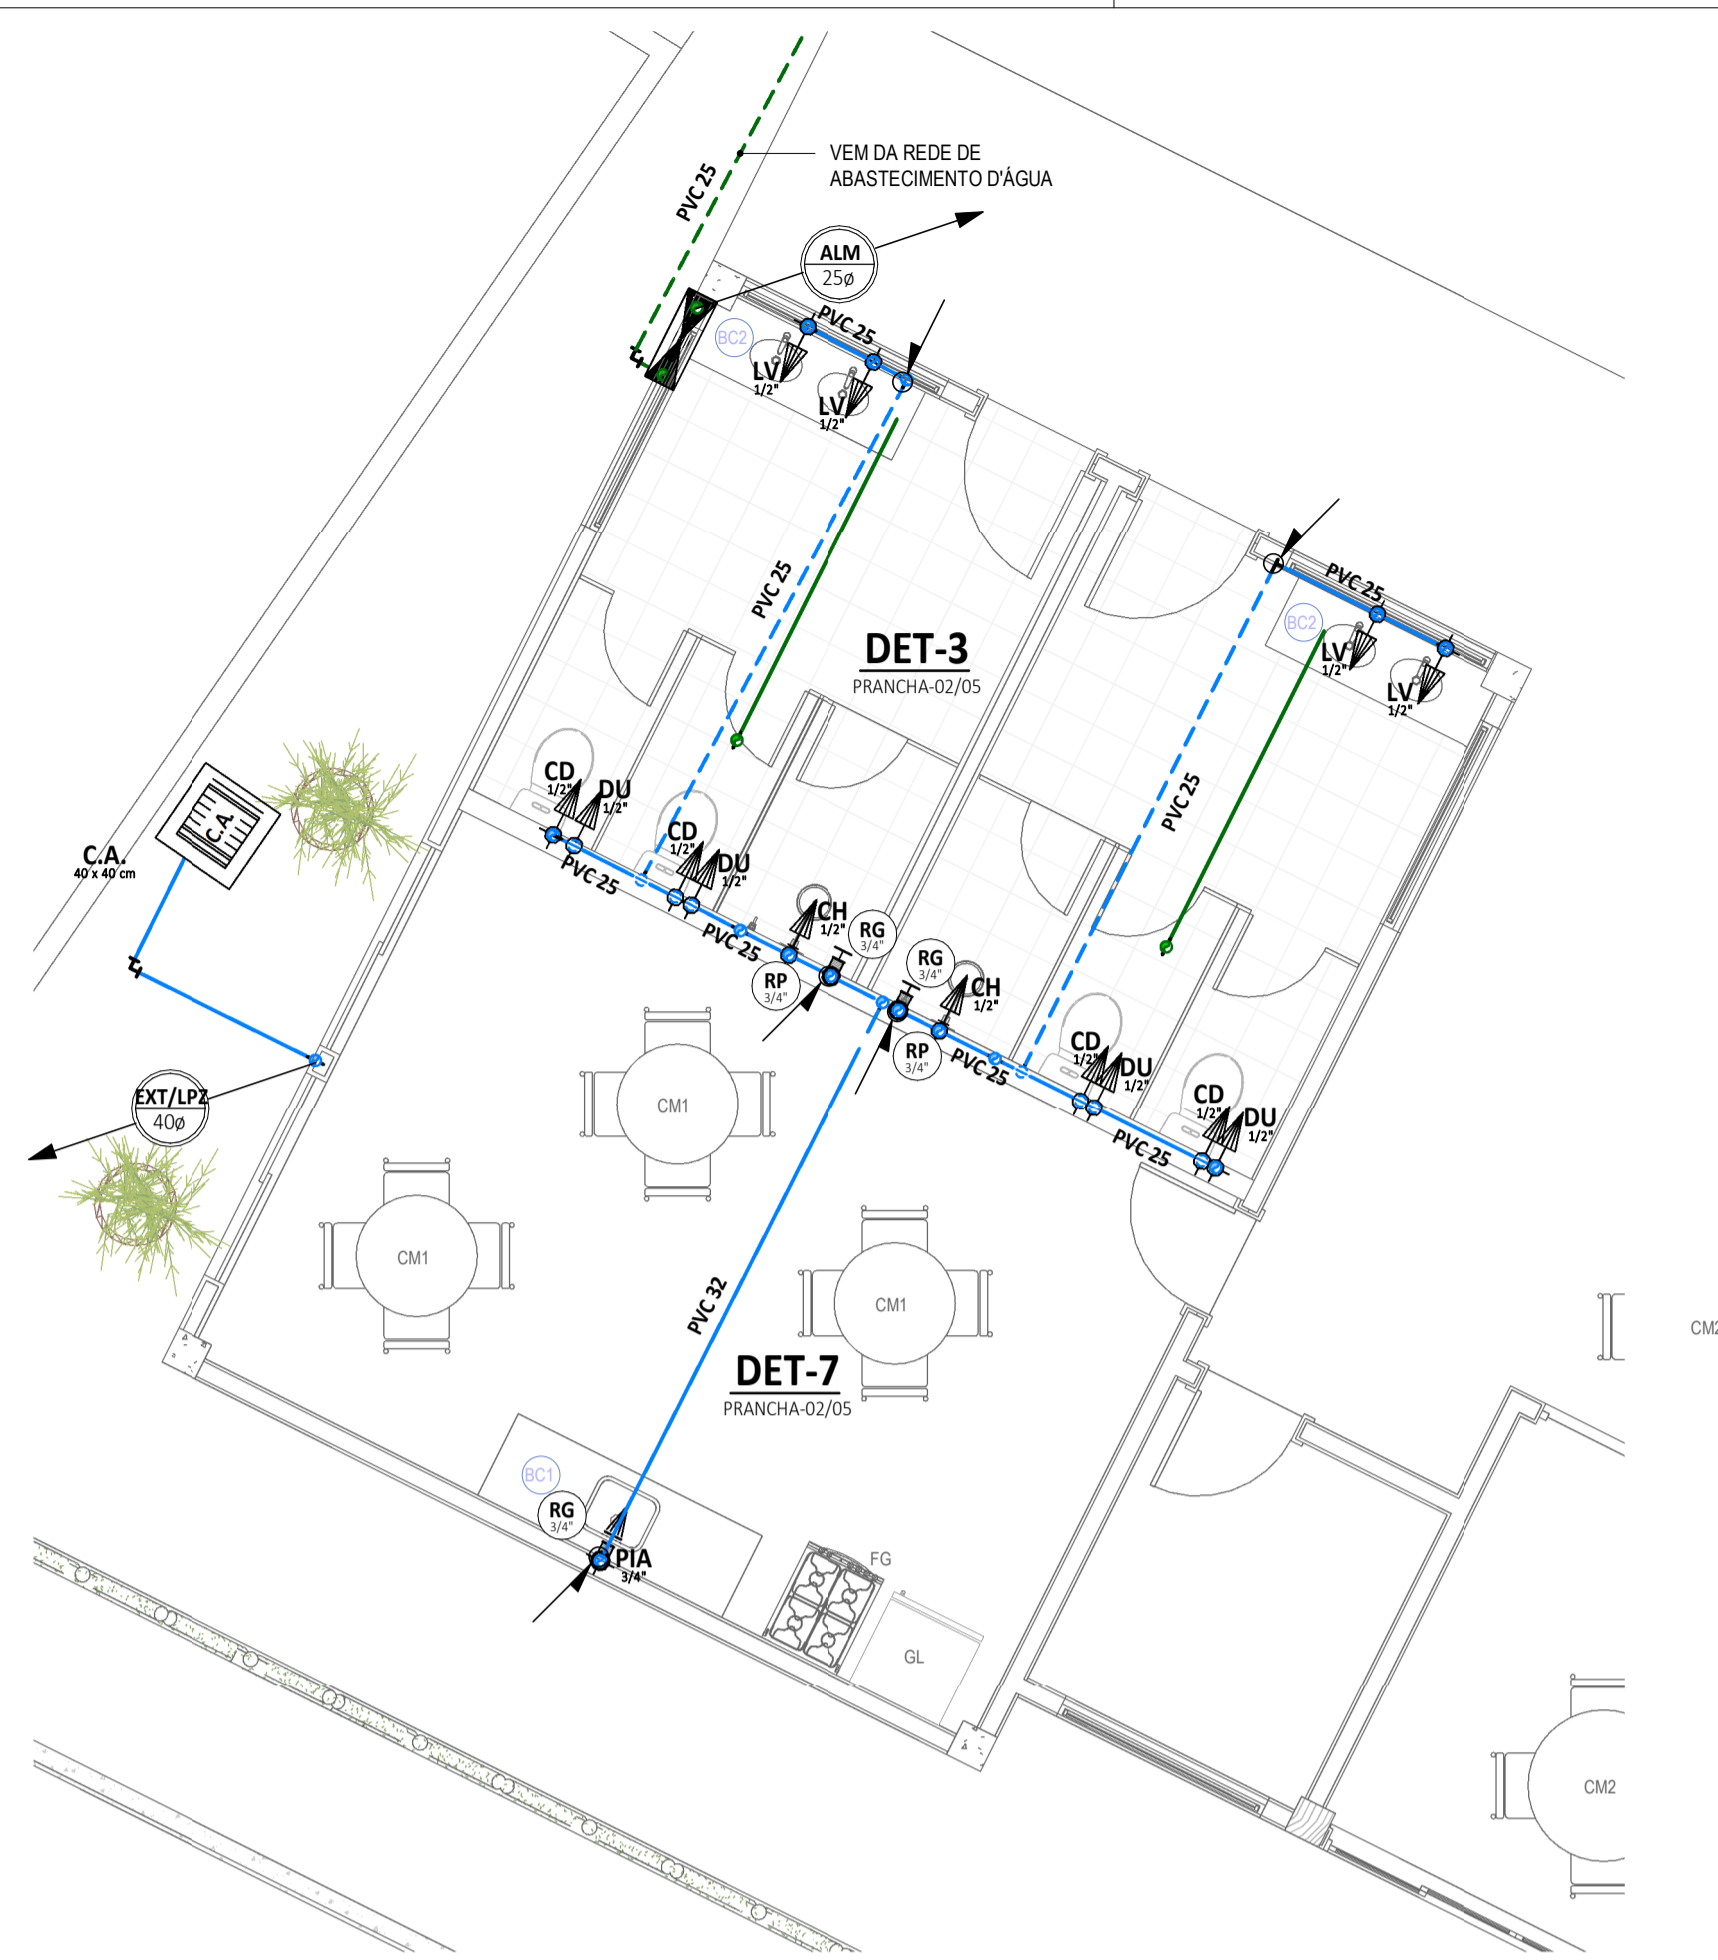 VEM DA REDE DE
ABASTECIMENTO D'ÁGUA
PVC 25
ALM
25ø
PVC 25
BC2
LV
1/2"
LV
1/2"
PVC 25
DET-3
PRANCHA-02/05
PVC 25
BC2
LV
1/2"
LV
1/2"
PVC 25
CD
1/2"
DU
1/2"
CD
1/2"
DU
1/2"
PVC 25
C.A.
C.A.
40 x 40 cm
PVC 25
CH
1/2"
RG
3/4"
RP
3/4"
RG
3/4"
CH
1/2"
RP
3/4"
PVC 25
CD
1/2"
DU
1/2"
CD
1/2"
DU
1/2"
PVC 25
EXT/LPZ
40ø
CM1
CM1
CM1
PVC 32
CM2
DET-7
PRANCHA-02/05
BC1
RG
3/4"
PIA
3/4"
FG
GL
CM2